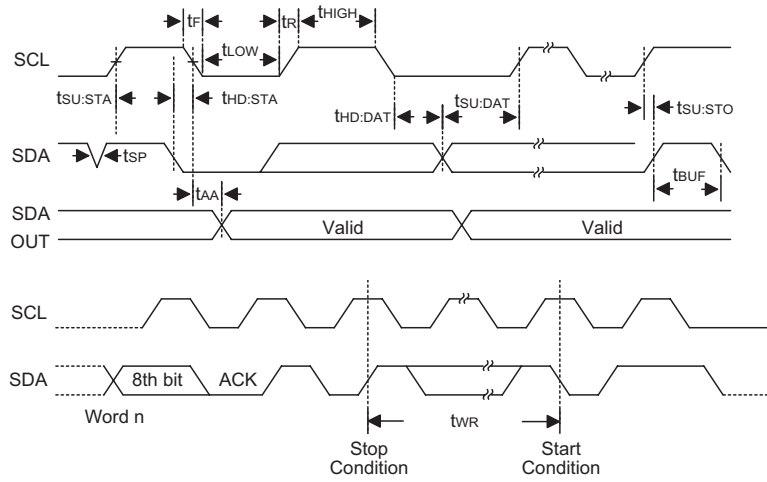 tF
tR
tHIGH
SCL
tLOW
tSU:STA
tHD:STA
tHD:DAT
tSU:DAT
tSU:STO
SDA
tSP
tBUF
tAA
SDA
OUT
Valid
Valid
SCL
SDA
8th bit
ACK
Word n
tWR
Stop
Condition
Start
Condition